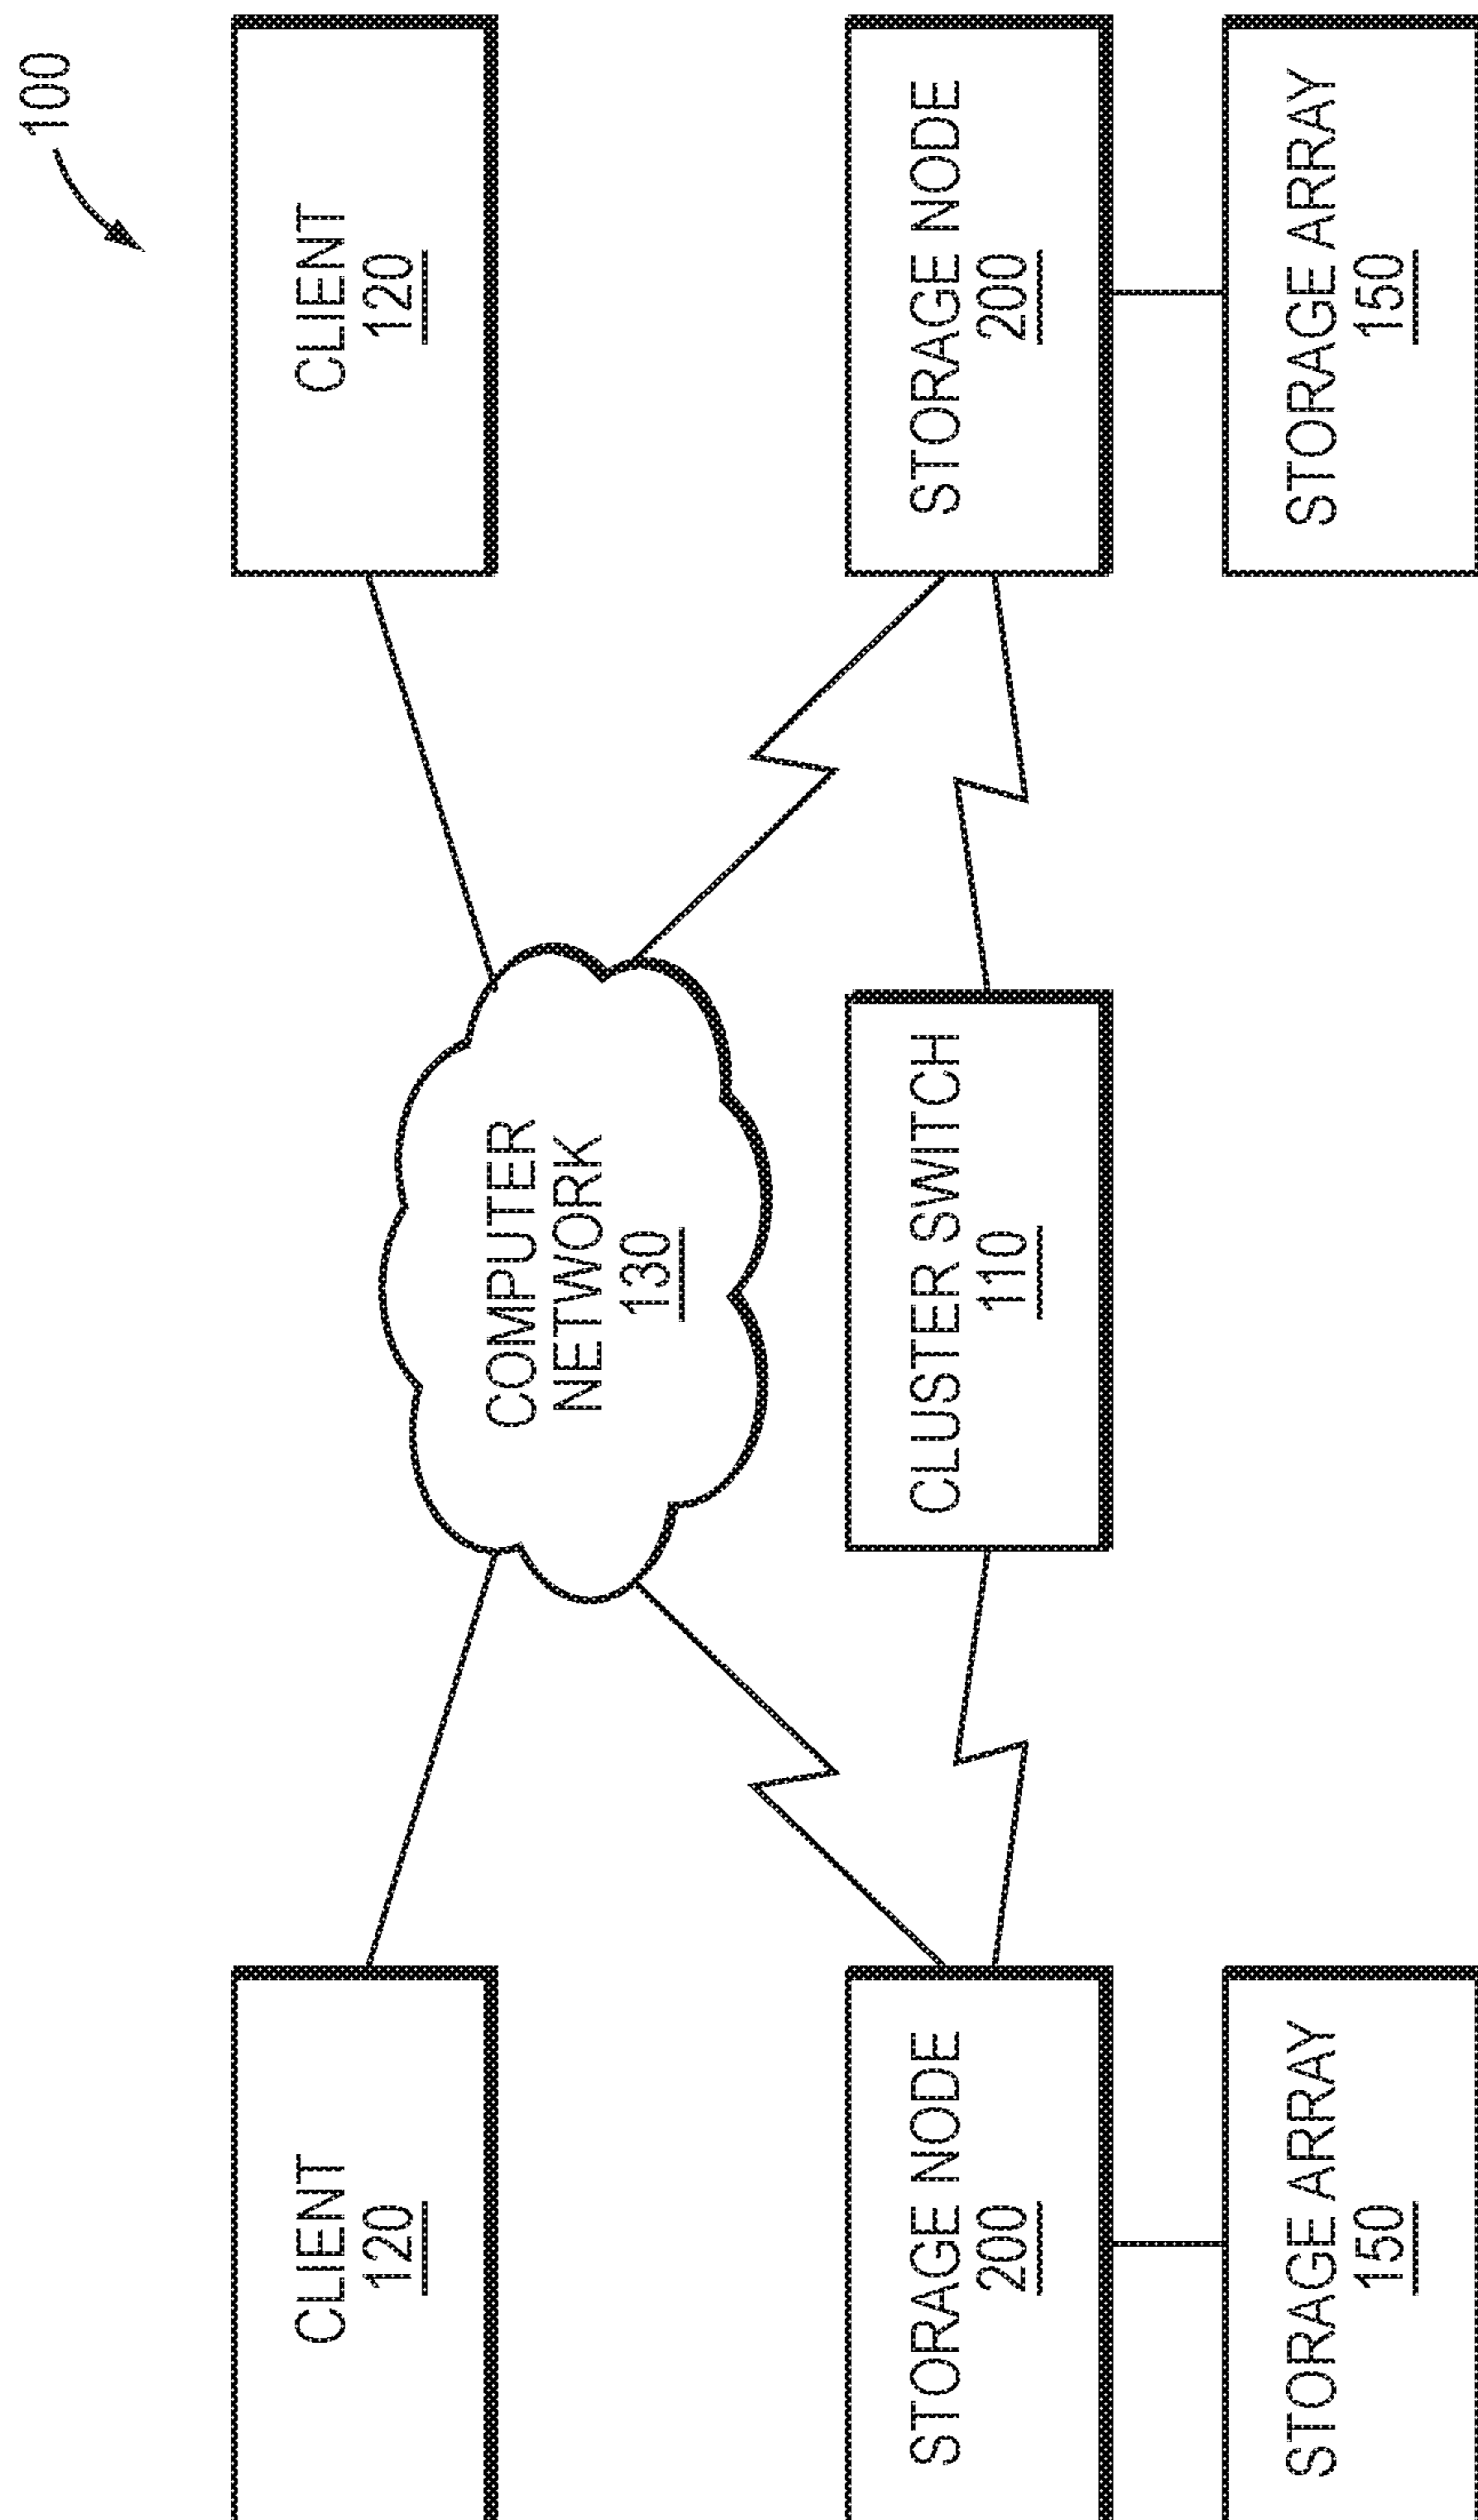 100
CLIENT
120
CLIENT
120
COMPUTER
NETWORK
130
STORAGE NODE
200
CLUSTER SWITCH
110
STORAGE NODE
200
STORAGE ARRAY
150
STORAGE ARRAY
150